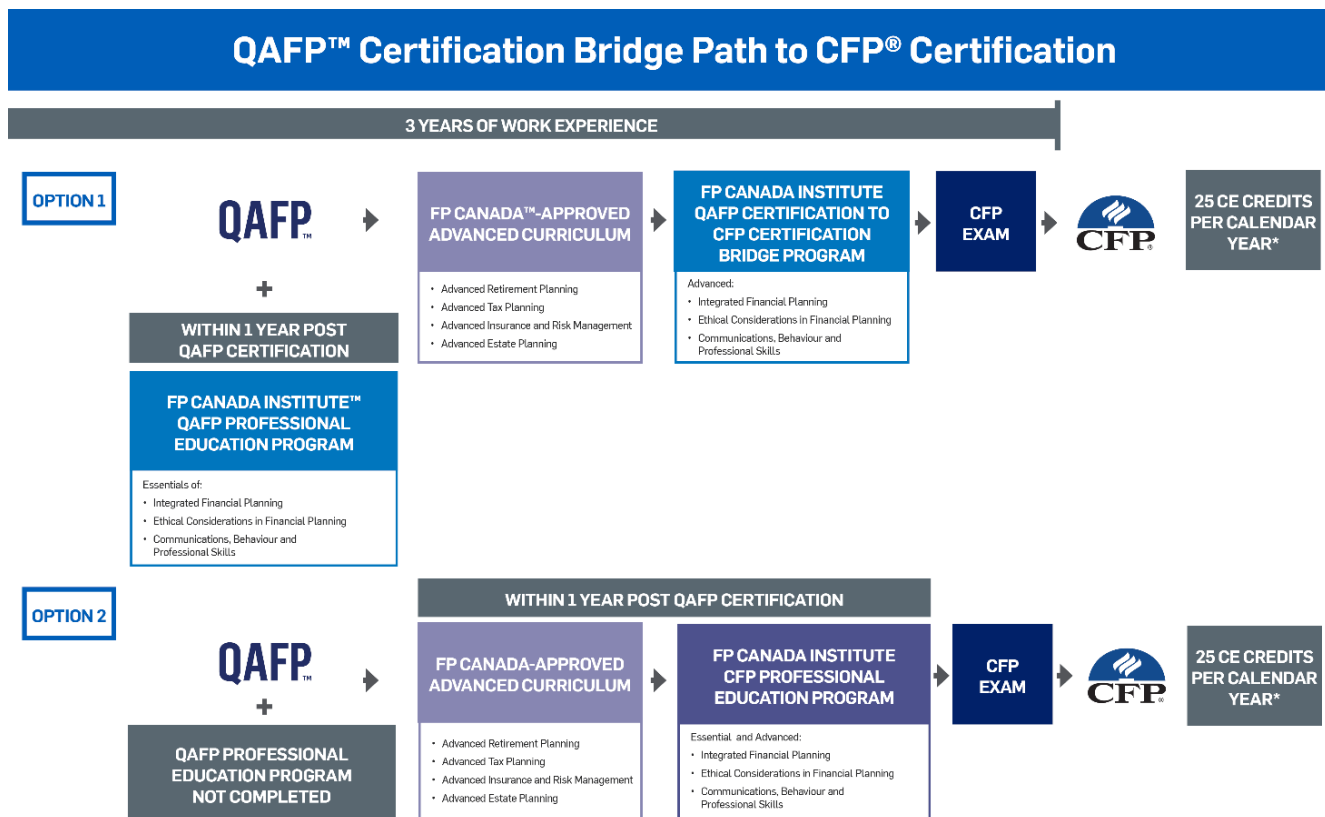 QAFP™ Certification Bridge Path to CFP® Certification
3 YEARS OF WORK EXPERIENCE
OPTION 1
QAFP™
+
WITHIN 1 YEAR POST
QAFP CERTIFICATION
FP CANADA INSTITUTE™
QAFP PROFESSIONAL
EDUCATION PROGRAM
Essentials of:
• Integrated Financial Planning
• Ethical Considerations in Financial Planning
• Communications, Behaviour and
Professional Skills
FP CANADA™-APPROVED
ADVANCED CURRICULUM
• Advanced Retirement Planning
• Advanced Tax Planning
• Advanced Insurance and Risk Management
• Advanced Estate Planning
FP CANADA INSTITUTE
QAFP CERTIFICATION TO
CFP CERTIFICATION
BRIDGE PROGRAM
Advanced:
• Integrated Financial Planning
• Ethical Considerations in Financial Planning
• Communications, Behaviour and
Professional Skills
CFP
EXAM
CFP®
25 CE CREDITS
PER CALENDAR
YEAR*
OPTION 2
QAFP™
+
QAFP PROFESSIONAL
EDUCATION PROGRAM
NOT COMPLETED
WITHIN 1 YEAR POST QAFP CERTIFICATION
FP CANADA-APPROVED
ADVANCED CURRICULUM
• Advanced Retirement Planning
• Advanced Tax Planning
• Advanced Insurance and Risk Management
• Advanced Estate Planning
FP CANADA INSTITUTE
CFP PROFESSIONAL
EDUCATION PROGRAM
Essential and Advanced:
• Integrated Financial Planning
• Ethical Considerations in Financial Planning
• Communications, Behaviour and
Professional Skills
CFP
EXAM
CFP®
25 CE CREDITS
PER CALENDAR
YEAR*